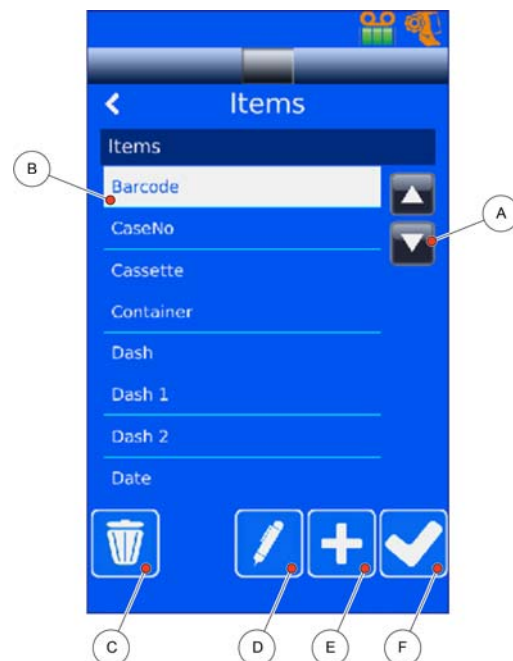 Items
Items
B
Barcode
A
CaseNo
Cassette
Container
Dash
Dash 1
Dash 2
Date
C
D
E
F